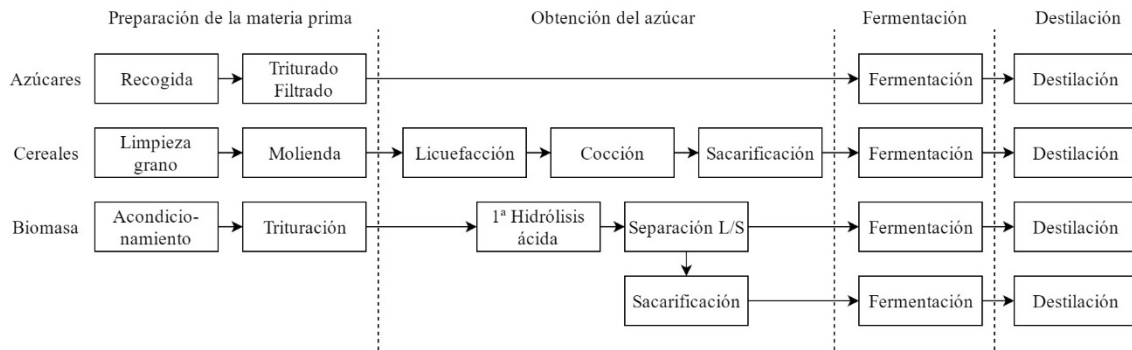 Preparación de la materia prima
Obtención del azúcar
Fermentación
Destilación
Azúcares
Recogida
Triturado
Filtrado
Fermentación
Destilación
Cereales
Limpieza
grano
Molienda
Licuefacción
Cocción
Sacarificación
Fermentación
Destilación
Biomasa
Acondicio-
namiento
Trituración
1ª Hidrólisis
ácida
Separación L/S
Fermentación
Destilación
Sacarificación
Fermentación
Destilación